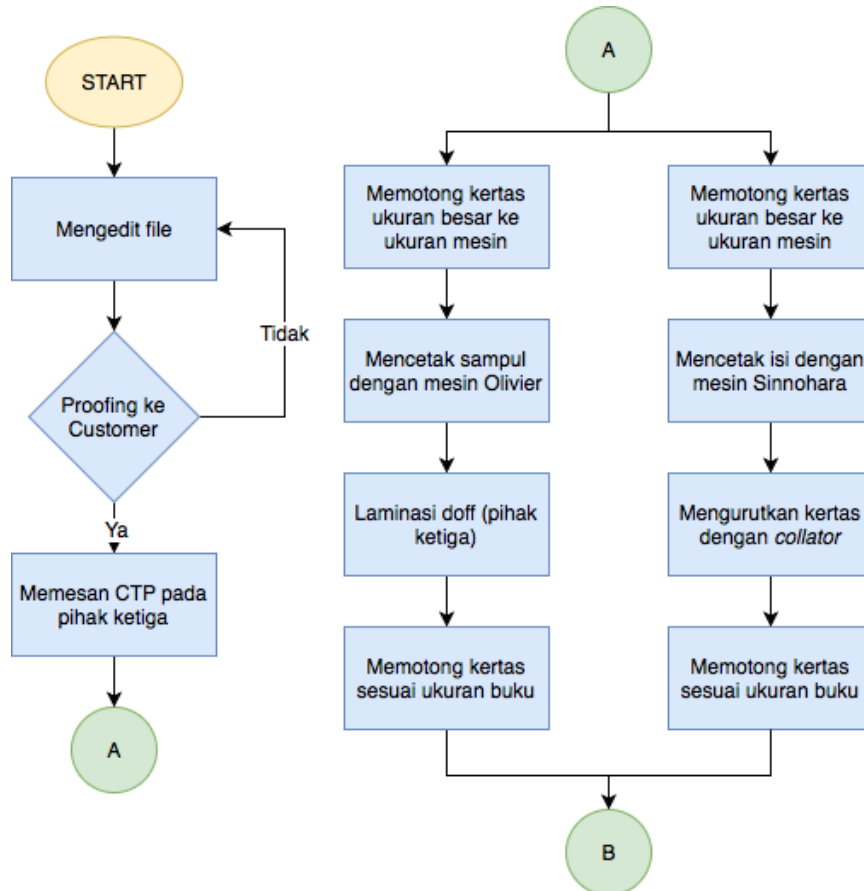 START
Mengedit file
Tidak
Proofing ke
Customer
Ya
Memesan CTP pada
pihak ketiga
A
A
Memotong kertas
ukuran besar ke
ukuran mesin
Mencetak sampul
dengan mesin Olivier
Laminasi doff (pihak
ketiga)
Memotong kertas
sesuai ukuran buku
Memotong kertas
ukuran besar ke
ukuran mesin
Mencetak isi dengan
mesin Sinnohara
Mengurutkan kertas
dengan collator
Memotong kertas
sesuai ukuran buku
B